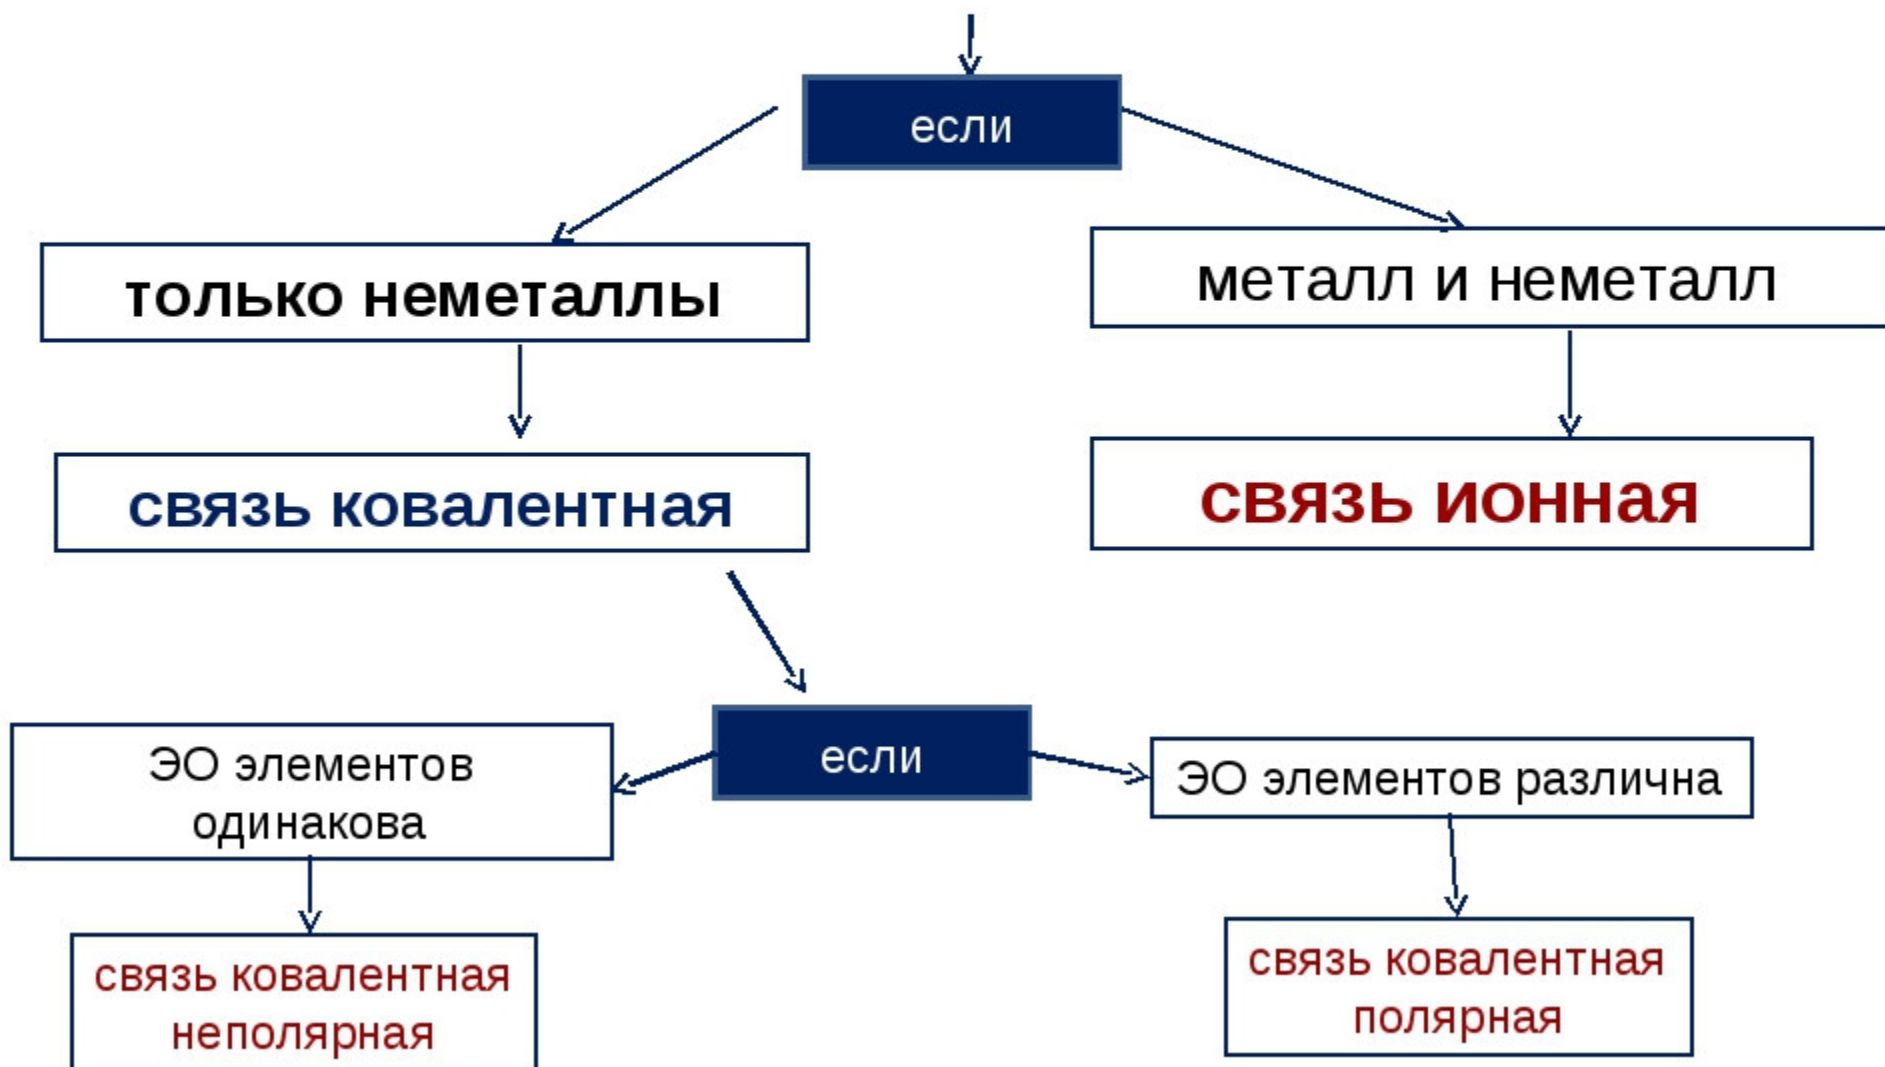 если
только неметаллы
металл и неметалл
связь ковалентная
связь ионная
если
ЭО элементов
одинакова
ЭО элементов различна
связь ковалентная
неполярная
связь ковалентная
полярная